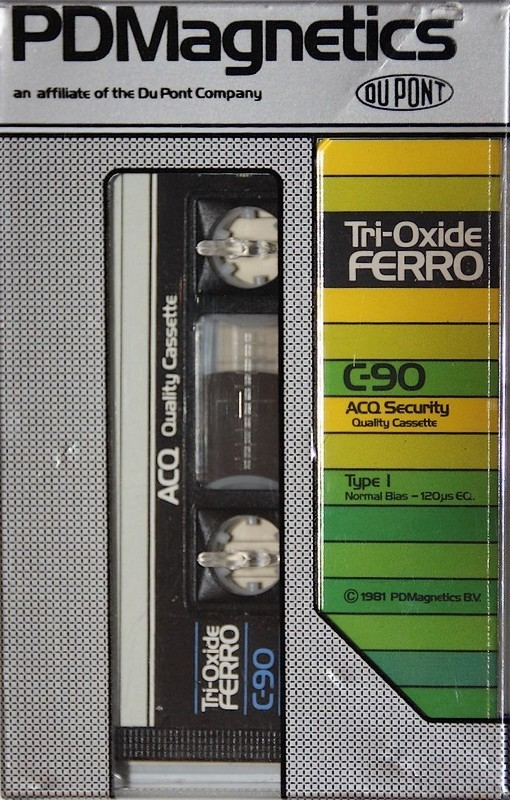 PDMagnetics
an affiliate of the Du Pont Company
DU PONT
Tri-Oxide
FERRO
C-90
ACQ Security
Quality Cassette
Type I
Normal Bias – 120µs EQ.
© 1981 PDMagnetics B.V.
ACQ Quality Cassette
Tri-Oxide
FERRO
C-90